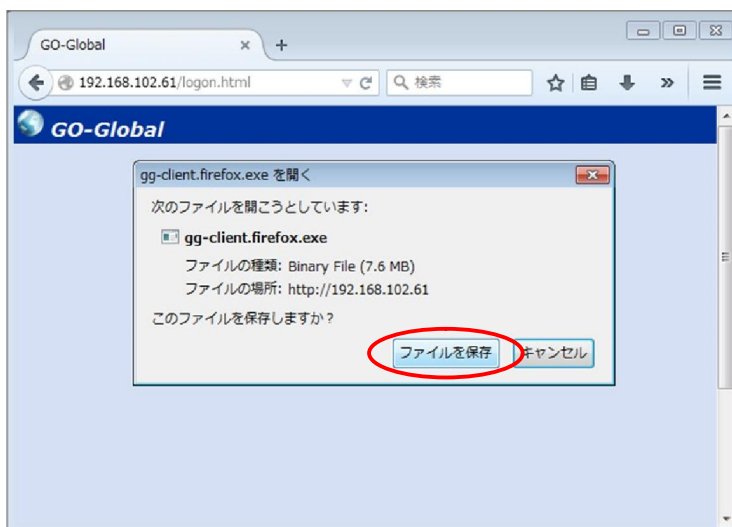 GO-Global
192.168.102.61/logon.html
検索
GO-Global
gg-client.firefox.exe を開く
次のファイルを開こうとしています:
gg-client.firefox.exe
ファイルの種類: Binary File (7.6 MB)
ファイルの場所: http://192.168.102.61
このファイルを保存しますか？
ファイルを保存
キャンセル